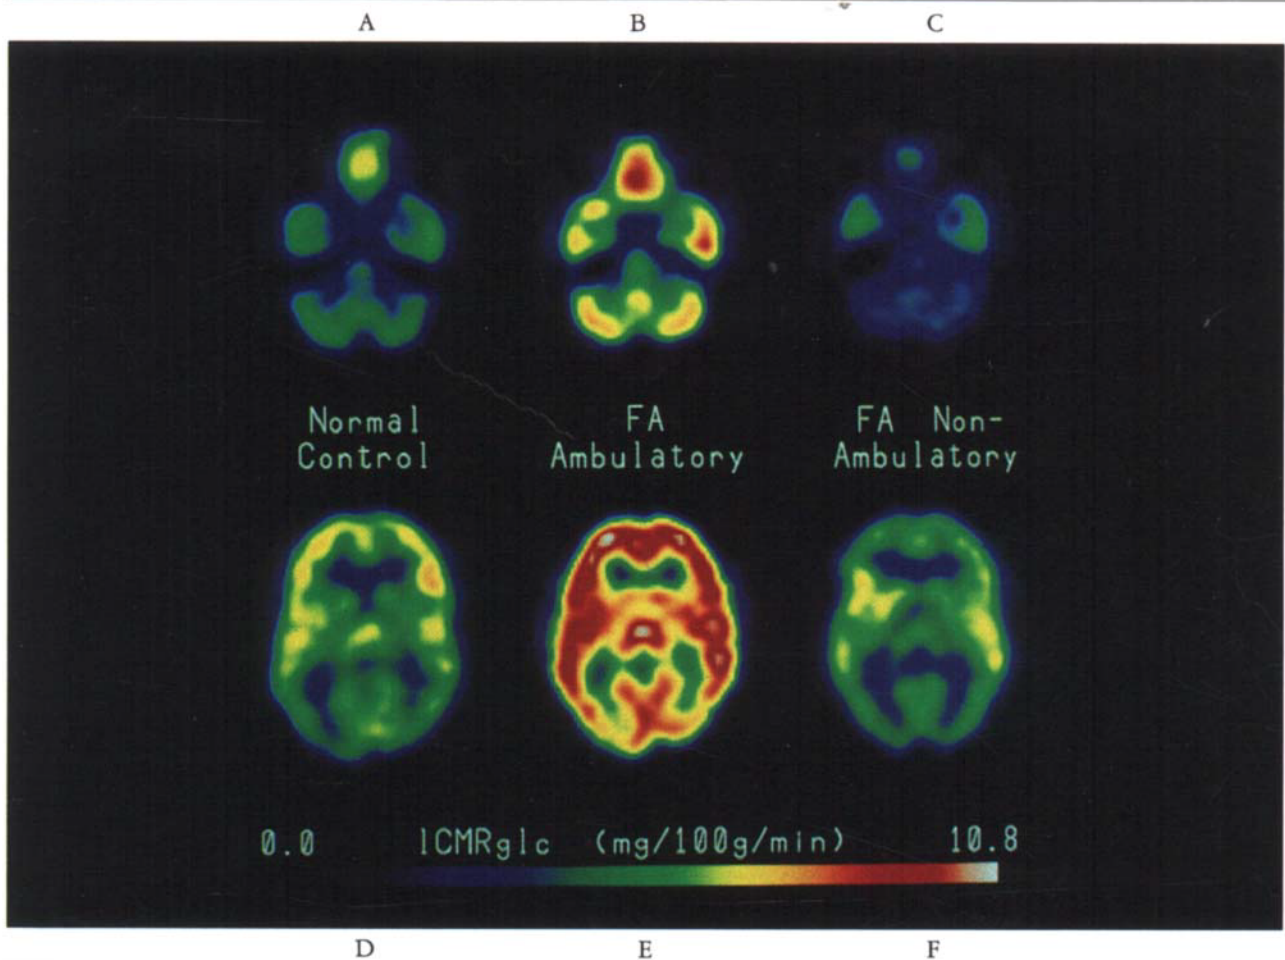 A B C
Normal Control
FA Ambulatory
FA Non-Ambulatory
0.0 lCMRglc (mg/100g/min) 10.8
D E F